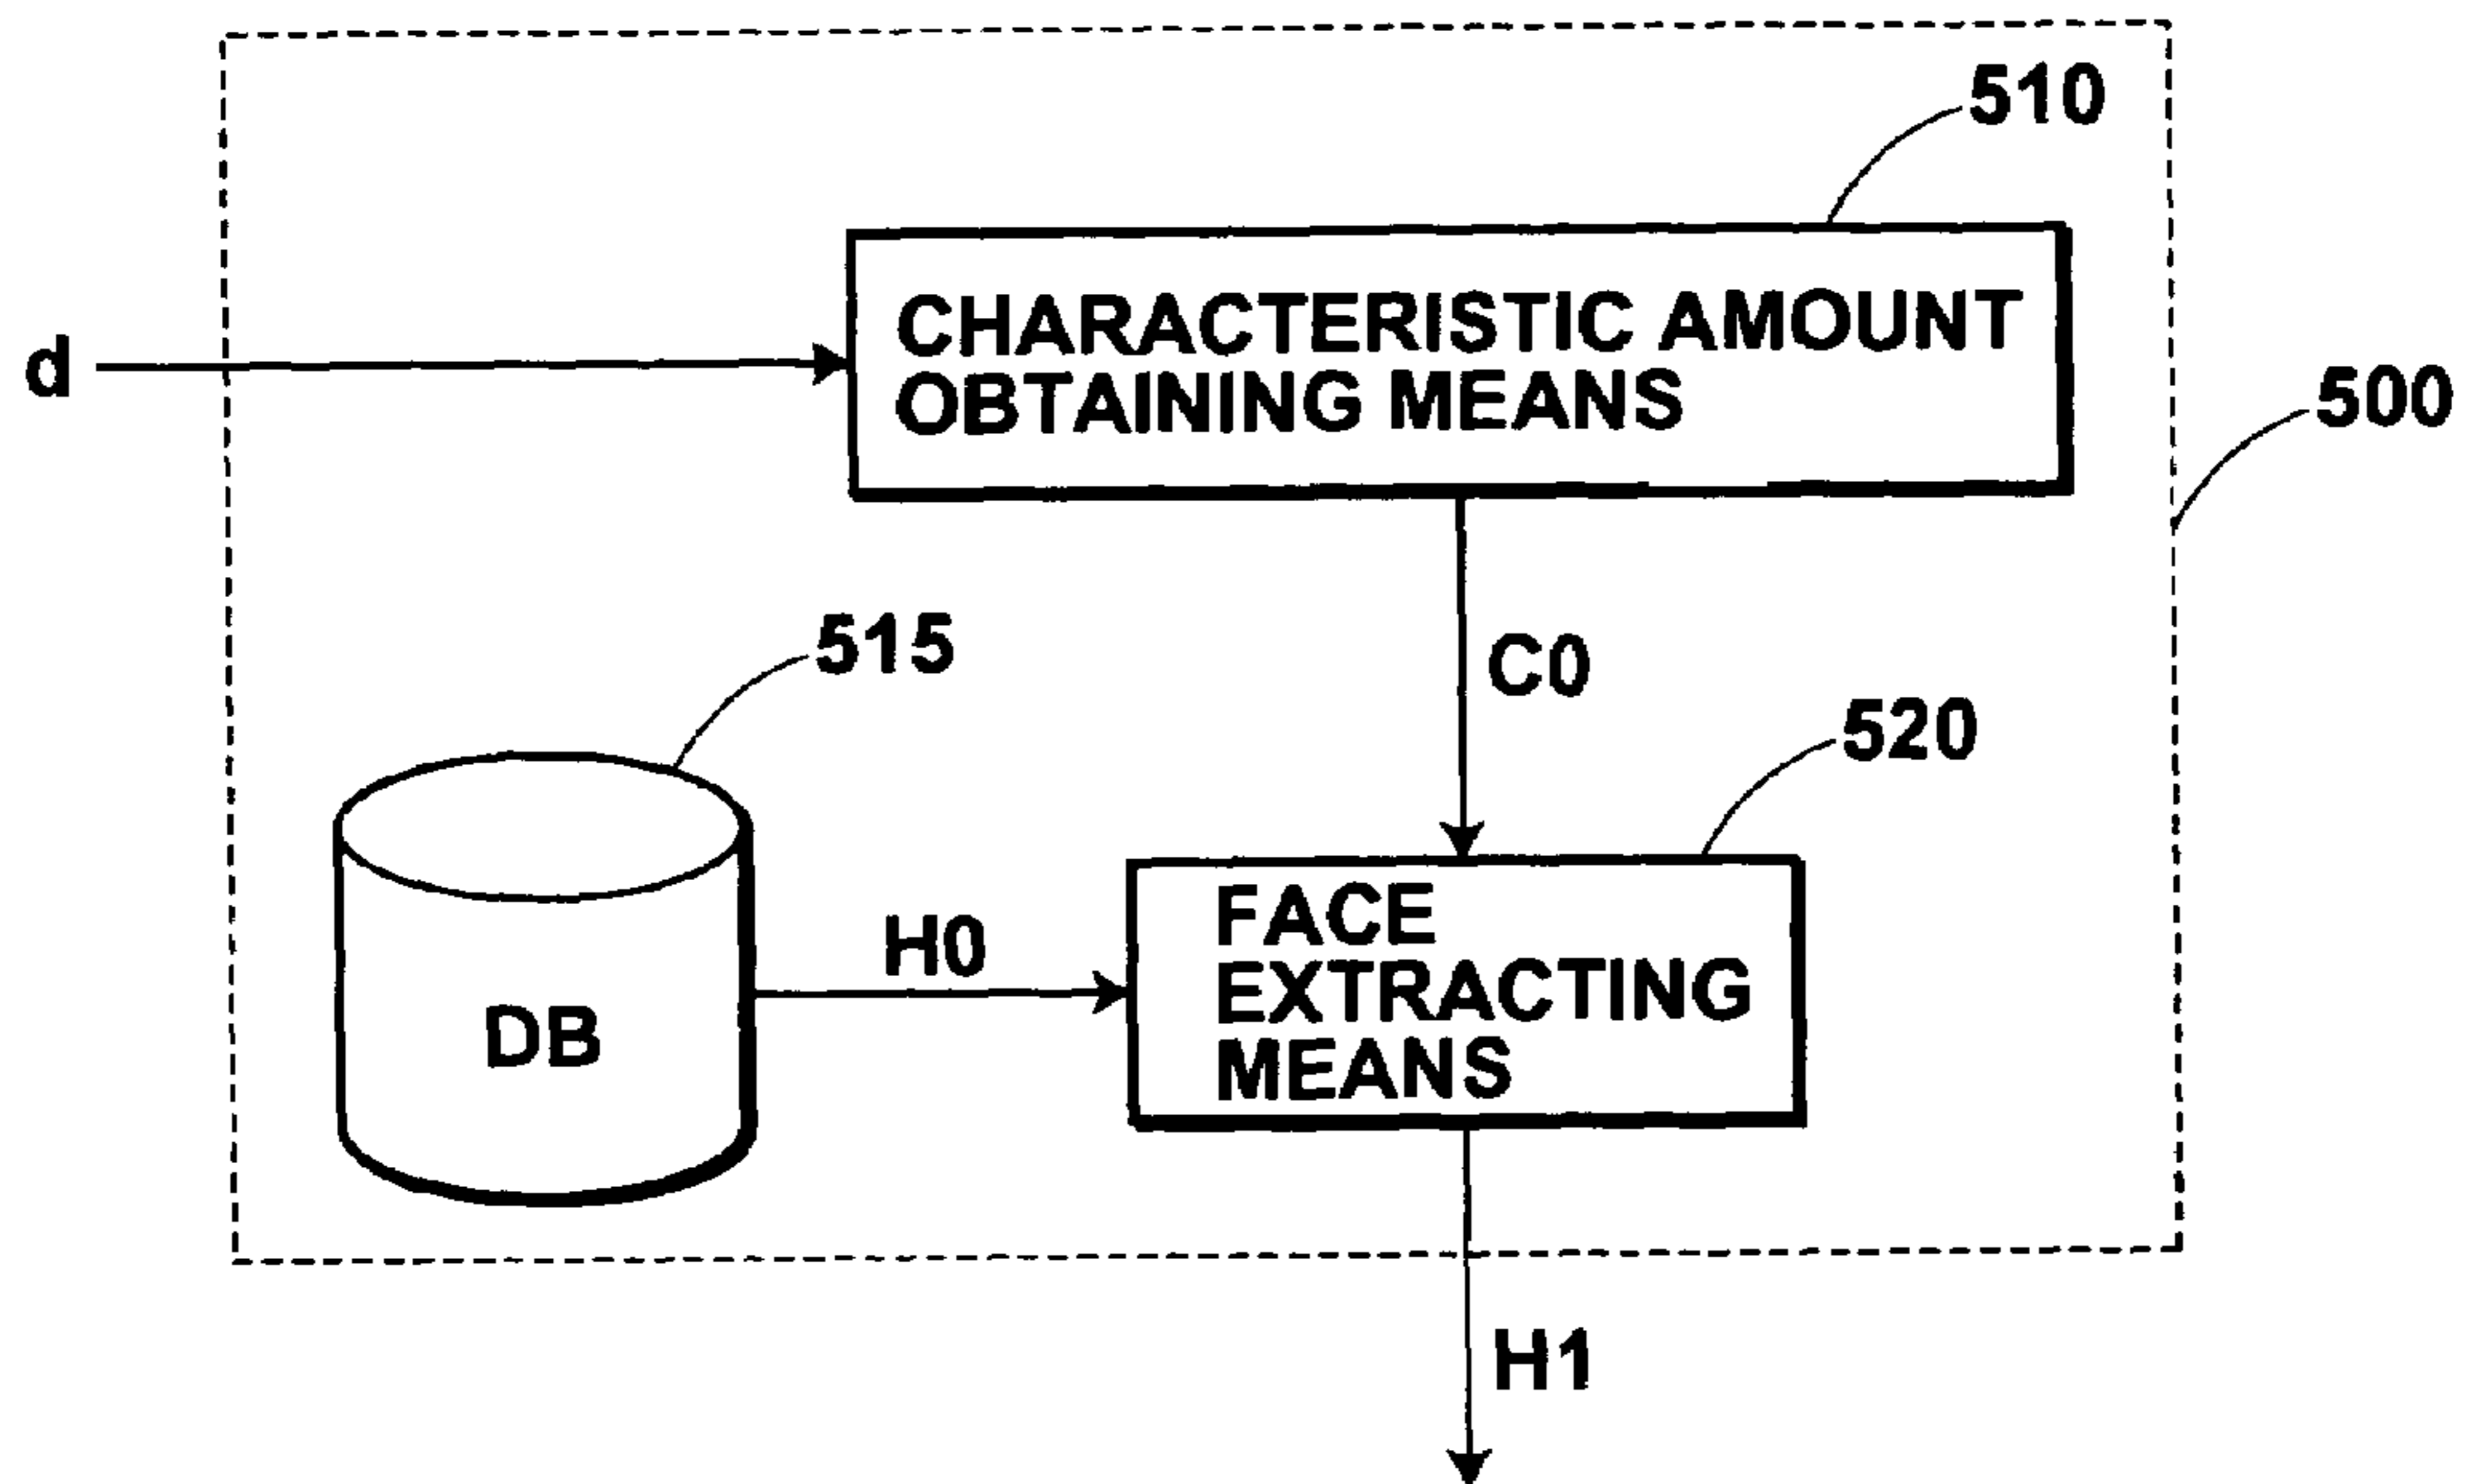 510
CHARACTERISTIC AMOUNT
OBTAINING MEANS
d
500
515
C0
520
FACE
EXTRACTING
MEANS
H0
DB
H1